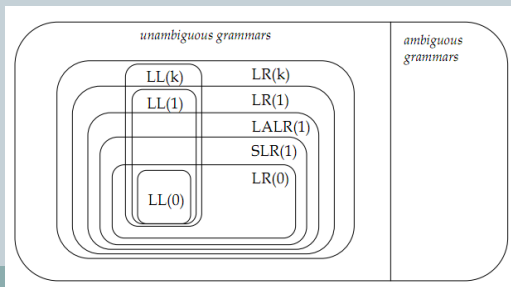 unambiguous grammars
ambiguous
grammars
LL(k)
LR(k)
LL(1)
LR(1)
LALR(1)
SLR(1)
LR(0)
LL(0)